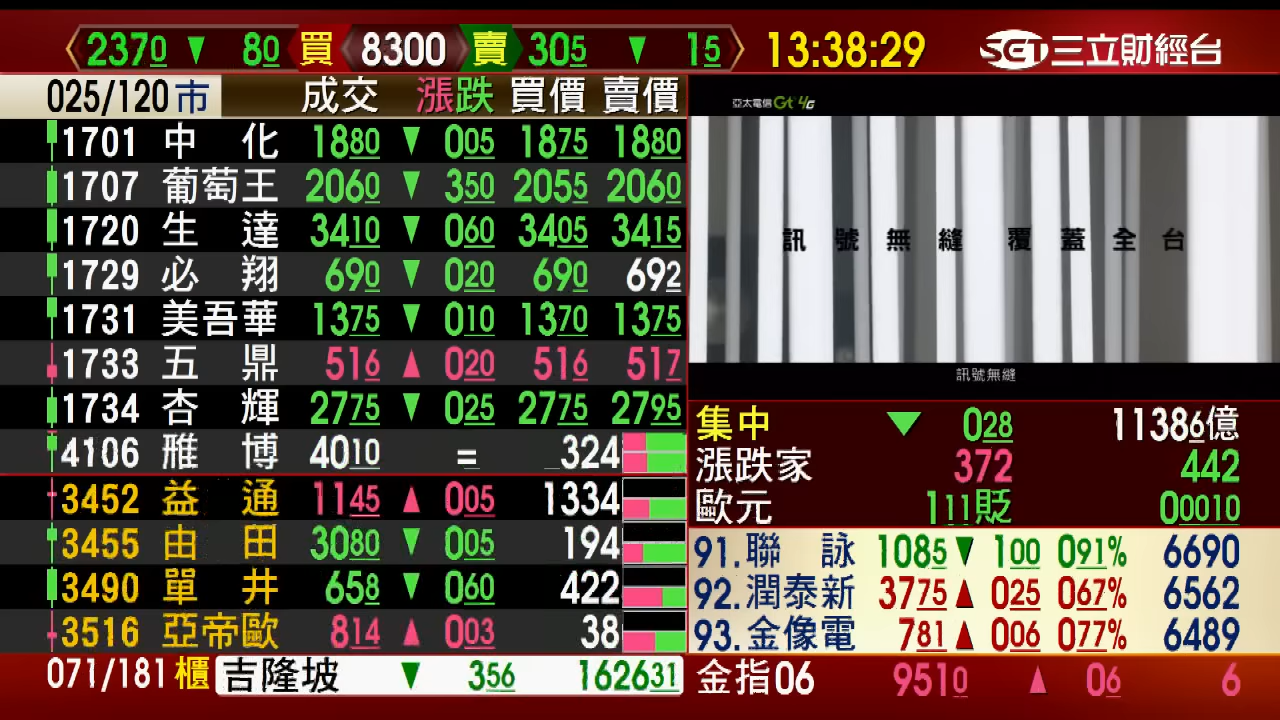 2370 ▼ 80 買 8300 賣 305 ▼ 15 13:38:29 SET三立財經台
025/120市 成交 漲跌 買價 賣價
1701 中化 1880 ▼ 005 1875 1880
1707 葡萄王 2060 ▼ 350 2055 2060
1720 生達 3410 ▼ 060 3405 3415
1729 必翔 690 ▼ 020 690 692
1731 美吾華 1375 ▼ 010 1370 1375
1733 五鼎 516 ▲ 020 516 517
1734 杏輝 2775 ▼ 025 2775 2795
4106 雃博 4010 = 324
3452 益通 1145 ▲ 005 1334
3455 由田 3080 ▼ 005 194
3490 單井 658 ▼ 060 422
3516 亞帝歐 814 ▲ 003 38
071/181 櫃 吉隆坡 ▼ 356 162631
亞太電信 Gt 4G
訊號無縫 覆蓋全台
訊號無縫
集中 ▼ 028 11386億
漲跌家 372 442
歐元 111貶 00010
91.聯詠 1085 ▼ 100 091% 6690
92.潤泰新 3775 ▲ 025 067% 6562
93.金像電 781 ▲ 006 077% 6489
金指06 9510 ▲ 06 6